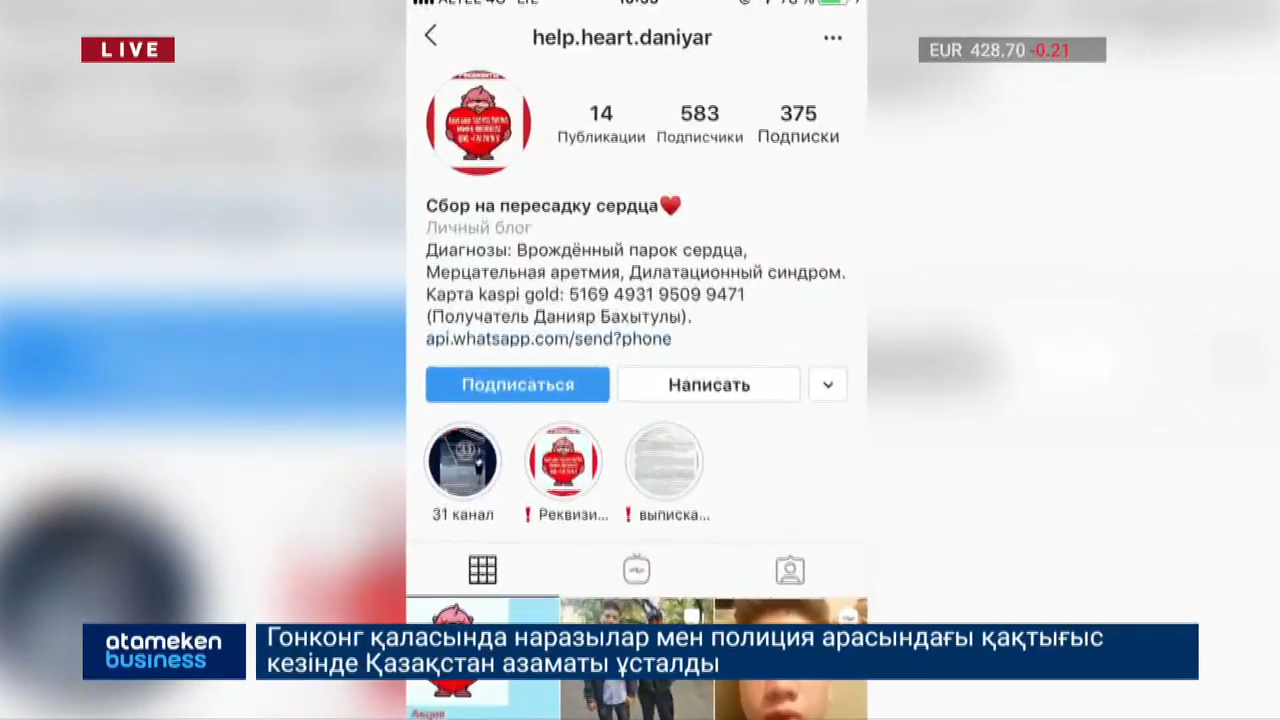 LIVE
help.heart.daniyar
EUR 428.70 -0.21
14
583
375
Публикации
Подписчики
Подписки
Сбор на пересадку сердца
Личный блог
Диагнозы: Врождённый парок сердца,
Мерцательная аретмия, Дилатационный синдром.
Карта kaspi gold: 5169 4931 9509 9471
(Получатель Данияр Бахытулы).
api.whatsapp.com/send?phone
Подписаться
Написать
31
31 канал
❗ Реквизи...
❗ выписка...
atameken
business
Гонконг қаласында наразылар мен полиция арасындағы қақтығыс
кезінде Қазақстан азаматы ұсталды
Акция